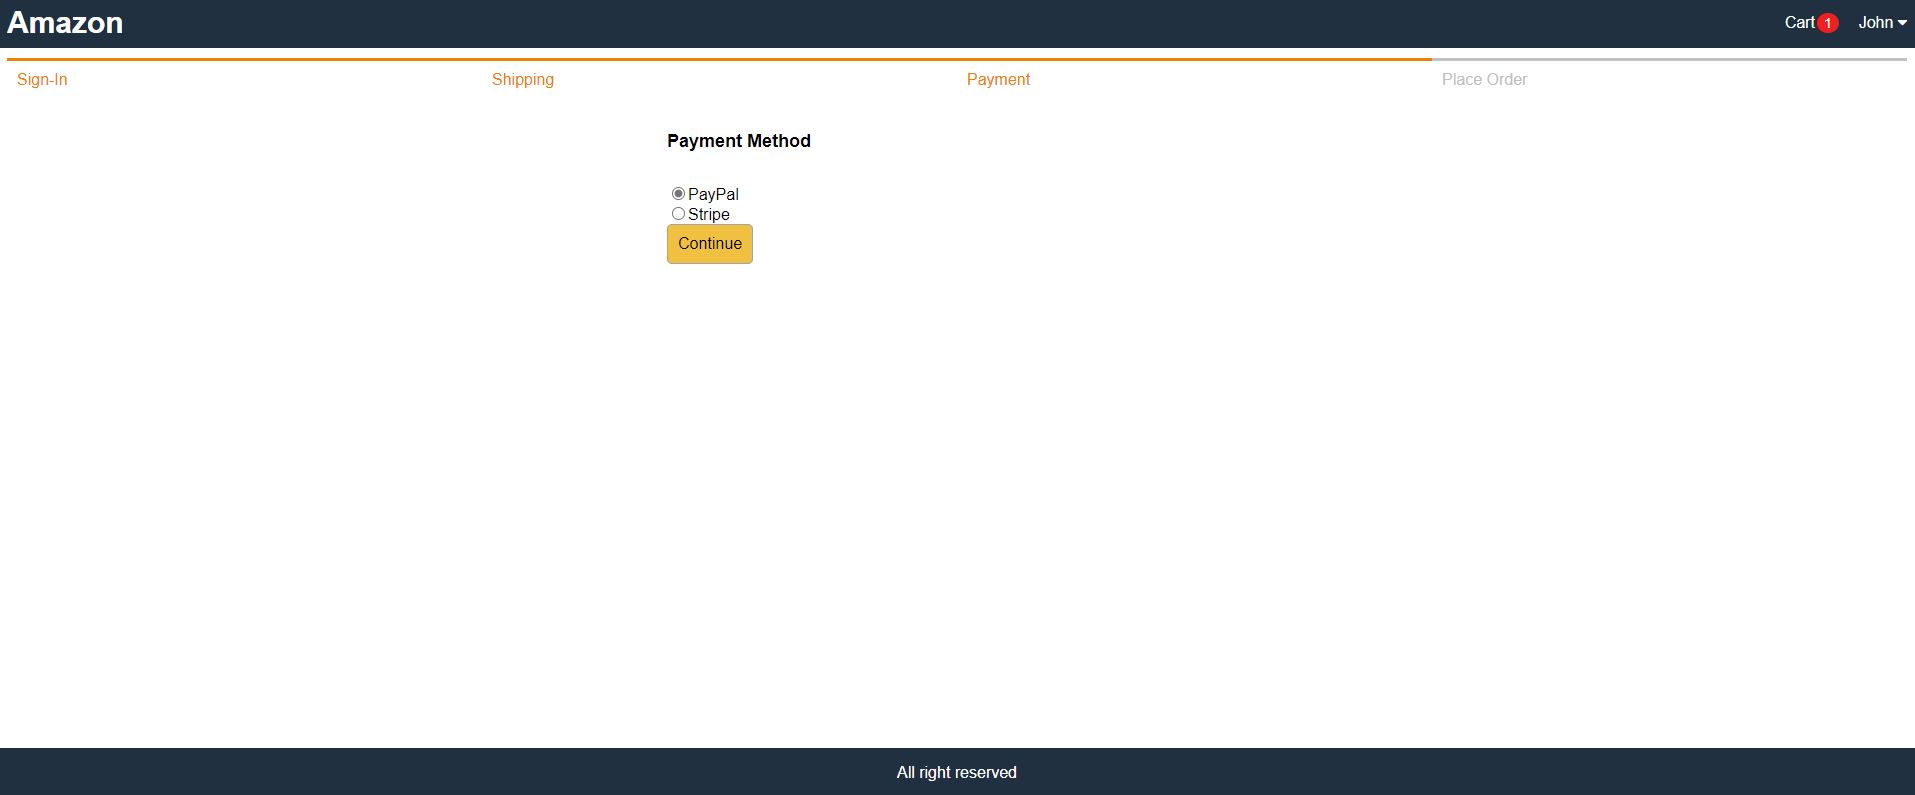 Amazon
Cart 1 John
Sign-In Shipping Payment Place Order
Payment Method
PayPal
Stripe
Continue
All right reserved